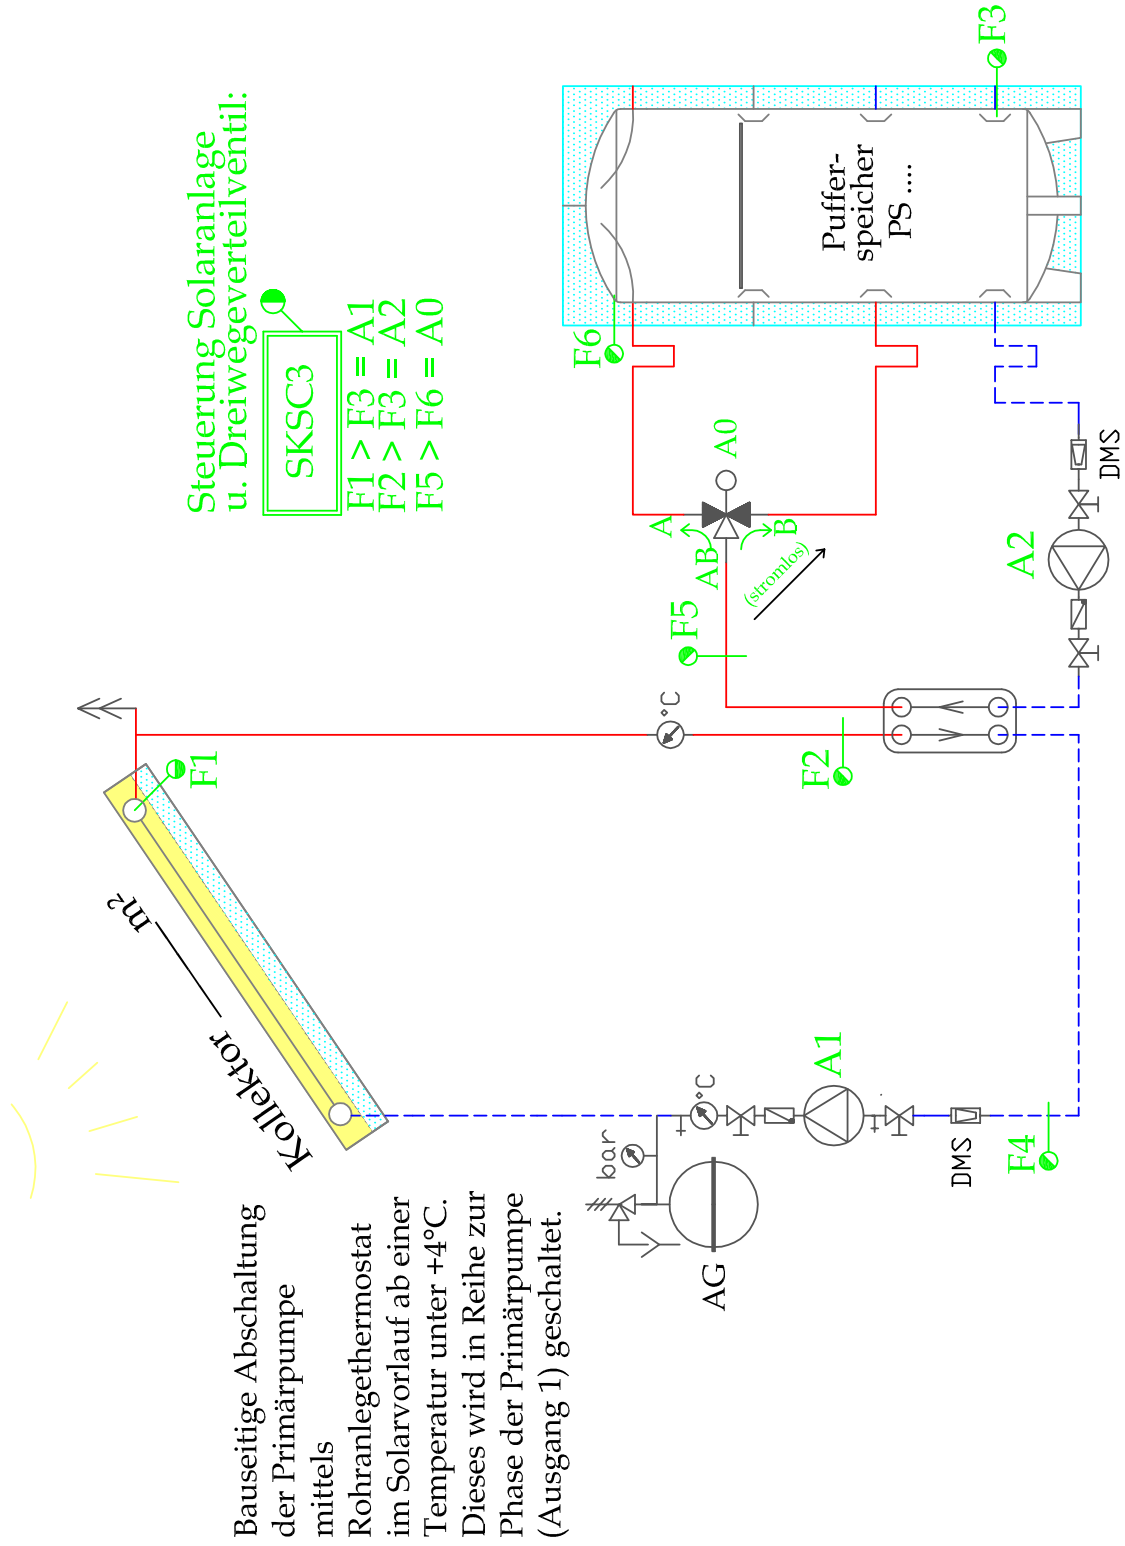 Steuerung Solaranlage
u. Dreiwegeverteilventil:
SKSC3
F1 > F3 = A1
F2 > F3 = A2
F5 > F6 = A0
F3
F6
Puffer-
speicher
PS ....
A0
A
B
AB
(stromlos)
F5
°C
F2
A2
DMS
F1
m²
Kollektor
°C
bar
A1
DMS
F4
AG
Bauseitige Abschaltung
der Primärpumpe
mittels
Rohranlegethermostat
im Solarvorlauf ab einer
Temperatur unter +4°C.
Dieses wird in Reihe zur
Phase der Primärpumpe
(Ausgang 1) geschaltet.